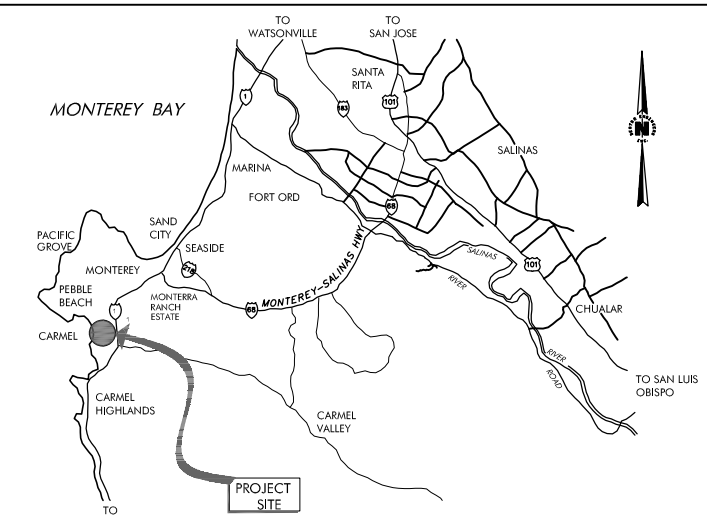 TO
WATSONVILLE
TO
SAN JOSE
SANTA
RITA
1
183
101
MONTEREY BAY
N
SALINAS
MARINA
FORT ORD
68
SAND
CITY
PACIFIC
GROVE
SEASIDE
MONTEREY
218
MONTEREY-SALINAS HWY
SALINAS
RIVER
101
PEBBLE
BEACH
MONTERRA
RANCH
ESTATE
68
1
CHUALAR
CARMEL
RIVER
ROAD
TO SAN LUIS
OBISPO
CARMEL
HIGHLANDS
CARMEL
VALLEY
PROJECT
SITE
TO